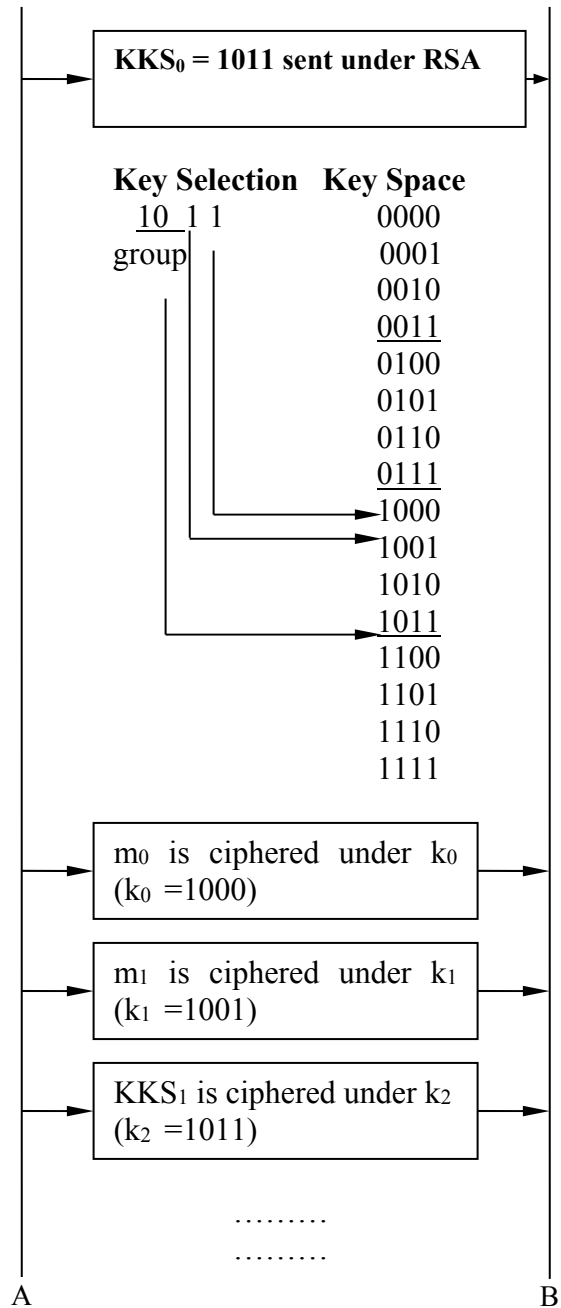 KKS₀ = 1011 sent under RSA
Key Selection Key Space
10 1 1 0000
group 0001
0010
0011
0100
0101
0110
0111
1000
1001
1010
1011
1100
1101
1110
1111
m₀ is ciphered under k₀
(k₀ =1000)
m₁ is ciphered under k₁
(k₁ =1001)
KKS₁ is ciphered under k₂
(k₂ =1011)
.........
.........
A B